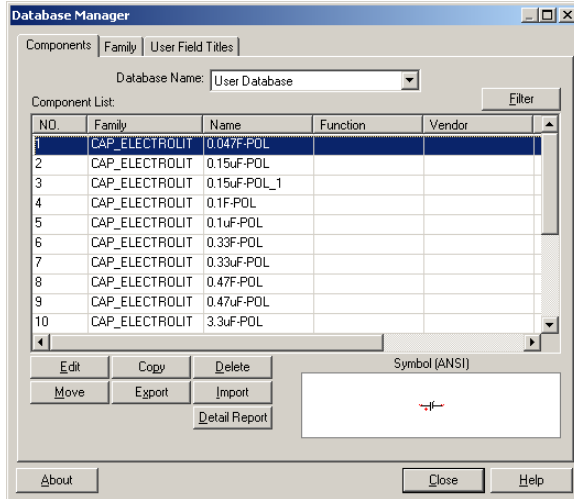 Database Manager
Components Family User Field Titles
Database Name: User Database
Filter
Component List:
NO. Family Name Function Vendor
1 CAP_ELECTROLIT 0.047F-POL
2 CAP_ELECTROLIT 0.15uF-POL
3 CAP_ELECTROLIT 0.15uF-POL_1
4 CAP_ELECTROLIT 0.1F-POL
5 CAP_ELECTROLIT 0.1uF-POL
6 CAP_ELECTROLIT 0.33F-POL
7 CAP_ELECTROLIT 0.33uF-POL
8 CAP_ELECTROLIT 0.47F-POL
9 CAP_ELECTROLIT 0.47uF-POL
10 CAP_ELECTROLIT 3.3uF-POL
Edit Copy Delete Symbol (ANSI)
Move Export Import
Detail Report
About Close Help